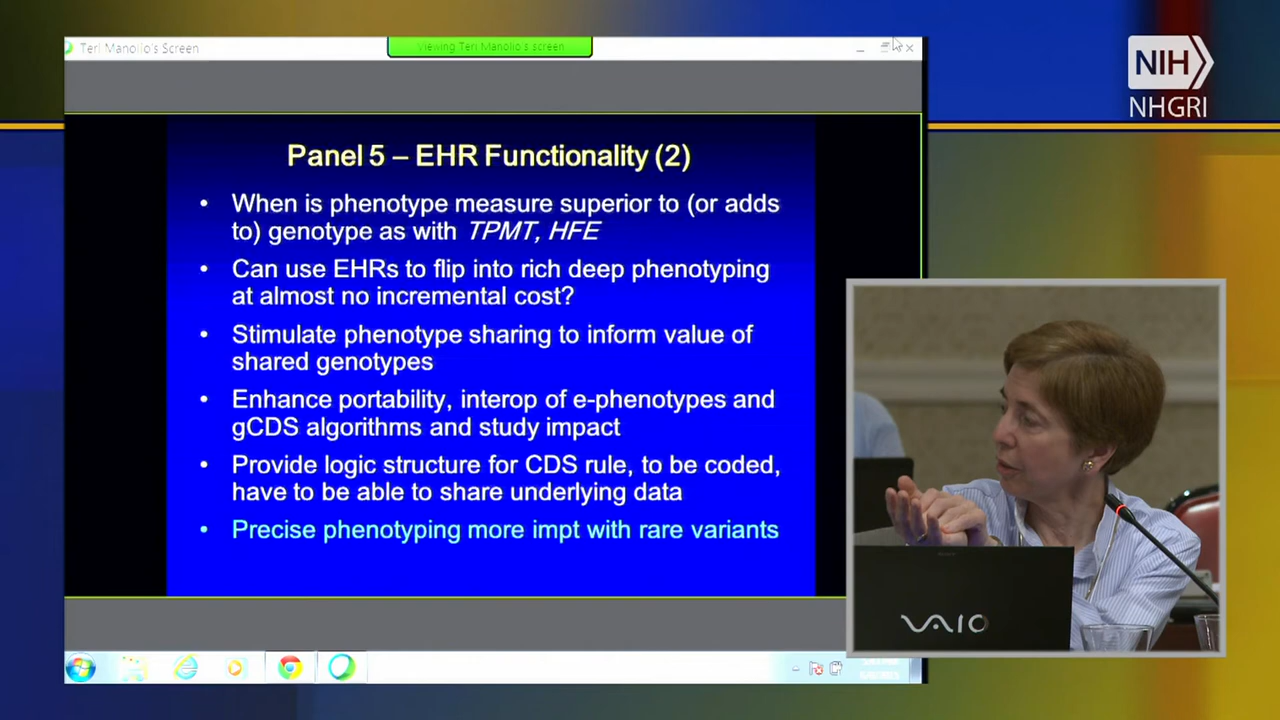 Teri Manolio's Screen
Viewing Teri Manolio's screen
NIH
NHGRI
Panel 5 – EHR Functionality (2)
• When is phenotype measure superior to (or adds
to) genotype as with TPMT, HFE
• Can use EHRs to flip into rich deep phenotyping
at almost no incremental cost?
• Stimulate phenotype sharing to inform value of
shared genotypes
• Enhance portability, interop of e-phenotypes and
gCDS algorithms and study impact
• Provide logic structure for CDS rule, to be coded,
have to be able to share underlying data
• Precise phenotyping more impt with rare variants
VAIO